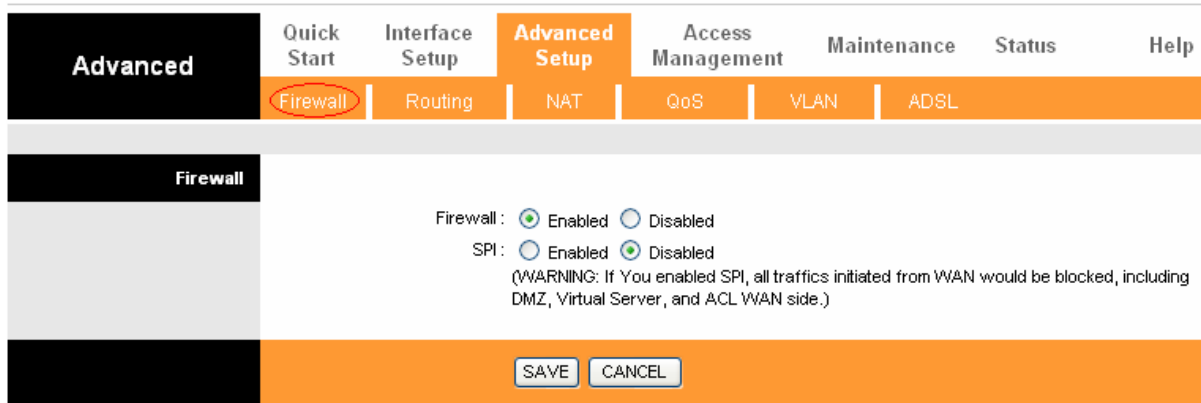 Advanced
Quick Start
Interface Setup
Advanced Setup
Access Management
Maintenance
Status
Help
Firewall
Routing
NAT
QoS
VLAN
ADSL
Firewall
Firewall : Enabled Disabled
SPI : Enabled Disabled
(WARNING: If You enabled SPI, all traffics initiated from WAN would be blocked, including
DMZ, Virtual Server, and ACL WAN side.)
SAVE CANCEL